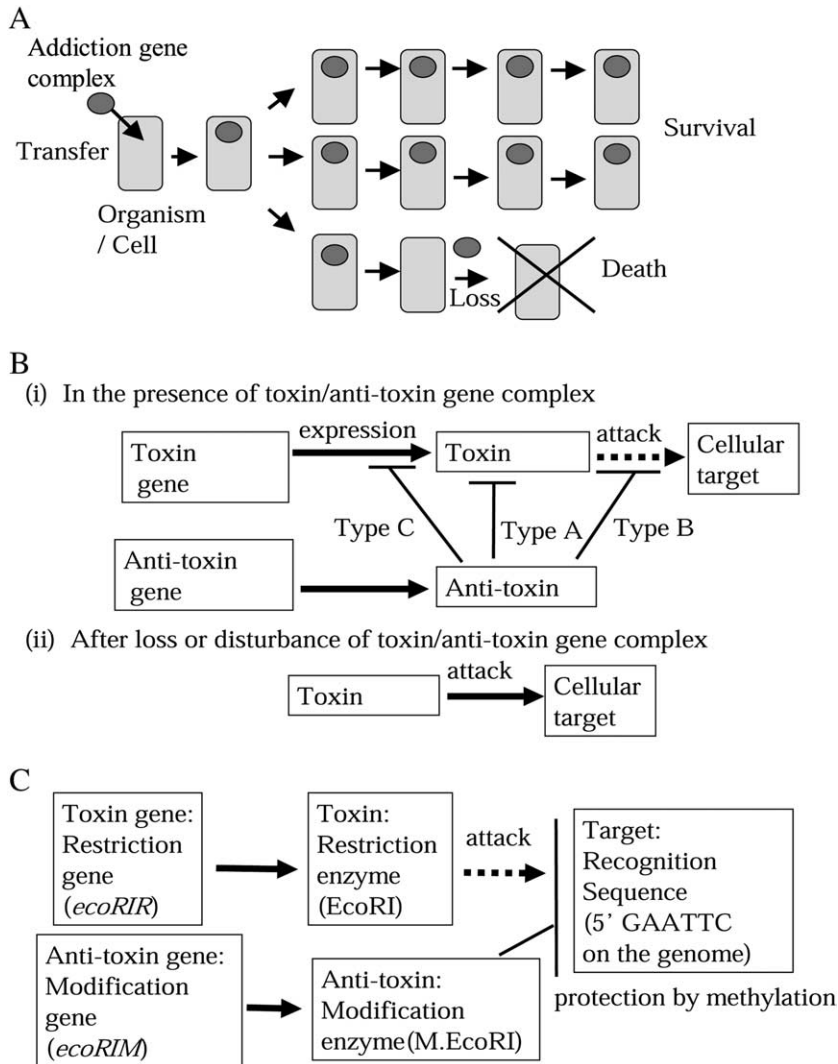 A
Addiction gene
complex
Transfer
Organism
/ Cell
Survival
Loss
Death
B
(i) In the presence of toxin/anti-toxin gene complex
Toxin
gene
expression
Toxin
attack
Cellular
target
Type C
Type A
Type B
Anti-toxin
gene
Anti-toxin
(ii) After loss or disturbance of toxin/anti-toxin gene complex
Toxin
attack
Cellular
target
C
Toxin gene:
Restriction
gene
(ecoRIR)
Toxin:
Restriction
enzyme
(EcoRI)
attack
Target:
Recognition
Sequence
(5' GAATTC
on the genome)
Anti-toxin gene:
Modification
gene
(ecoRIM)
Anti-toxin:
Modification
enzyme(M.EcoRI)
protection by methylation